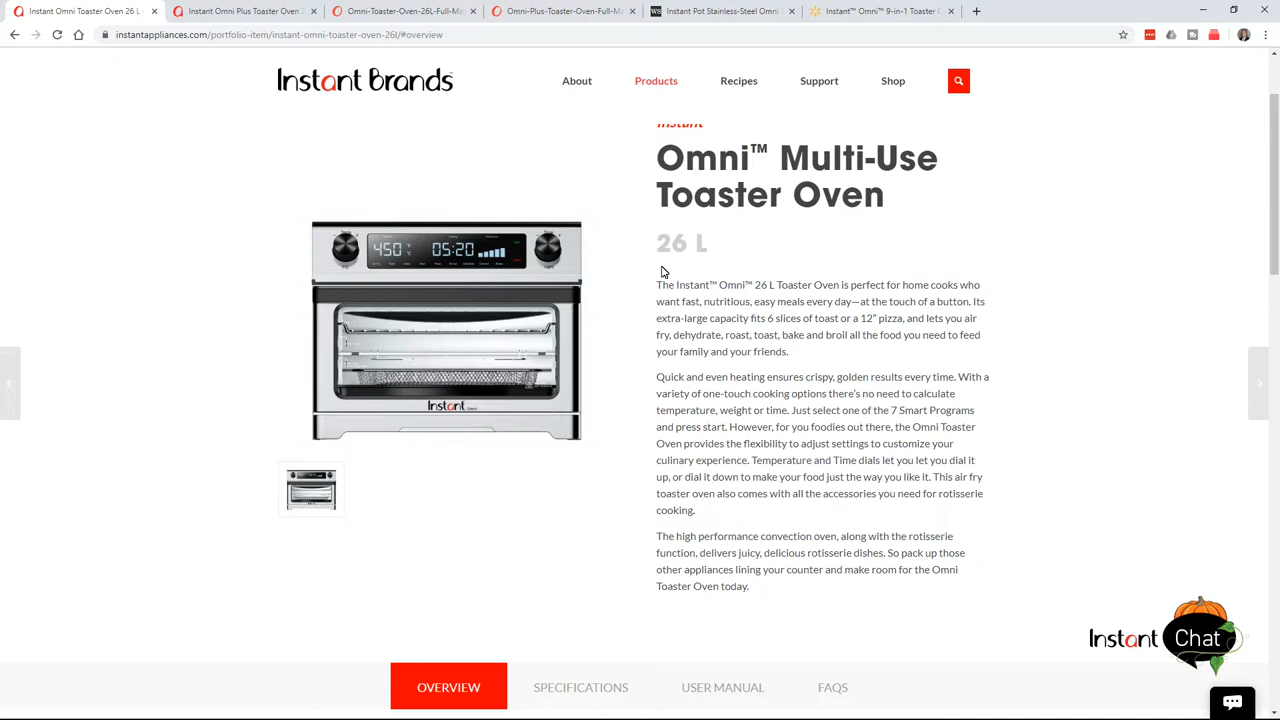 Instant Omni Toaster Oven 26 L -
Instant Omni Plus Toaster Oven
Omni-Toaster-Oven-26L-Full-Ma
Omni-Plus-Toaster-Oven-Full-M
Instant Pot Stainless-Steel Omni
Instant™ Omni™ 9-in-1 Toaster O
instantappliances.com/portfolio-item/instant-omni-toaster-oven-26l/#overview
Instant Brands
About
Products
Recipes
Support
Shop
Instant
Omni™ Multi-Use
Toaster Oven
26 L
The Instant™ Omni™ 26 L Toaster Oven is perfect for home cooks who
want fast, nutritious, easy meals every day—at the touch of a button. Its
extra-large capacity fits 6 slices of toast or a 12” pizza, and lets you air
fry, dehydrate, roast, toast, bake and broil all the food you need to feed
your family and your friends.
Quick and even heating ensures crispy, golden results every time. With a
variety of one-touch cooking options there’s no need to calculate
temperature, weight or time. Just select one of the 7 Smart Programs
and press start. However, for you foodies out there, the Omni Toaster
Oven provides the flexibility to adjust settings to customize your
culinary experience. Temperature and Time dials let you let you dial it
up, or dial it down to make your food just the way you like it. This air fry
toaster oven also comes with all the accessories you need for rotisserie
cooking.
The high performance convection oven, along with the rotisserie
function, delivers juicy, delicious rotisserie dishes. So pack up those
other appliances lining your counter and make room for the Omni
Toaster Oven today.
450 °F
05:20
Instant
Instant Chat
OVERVIEW
SPECIFICATIONS
USER MANUAL
FAQS